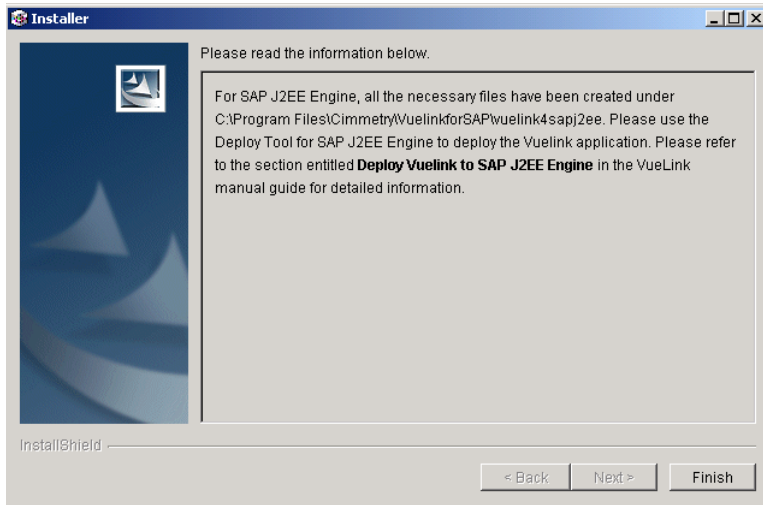 Installer
Please read the information below.
For SAP J2EE Engine, all the necessary files have been created under
C:\Program Files\Cimmetry\VuelinkforSAP\vuelink4sapj2ee. Please use the
Deploy Tool for SAP J2EE Engine to deploy the Vuelink application. Please refer
to the section entitled Deploy Vuelink to SAP J2EE Engine in the VueLink
manual guide for detailed information.
InstallShield
< Back Next > Finish